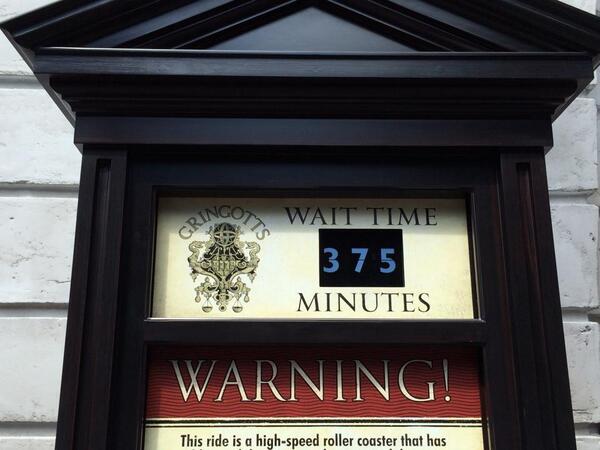 GRINGOTTS
WAIT TIME
375
MINUTES
WARNING!
This ride is a high-speed roller coaster that has